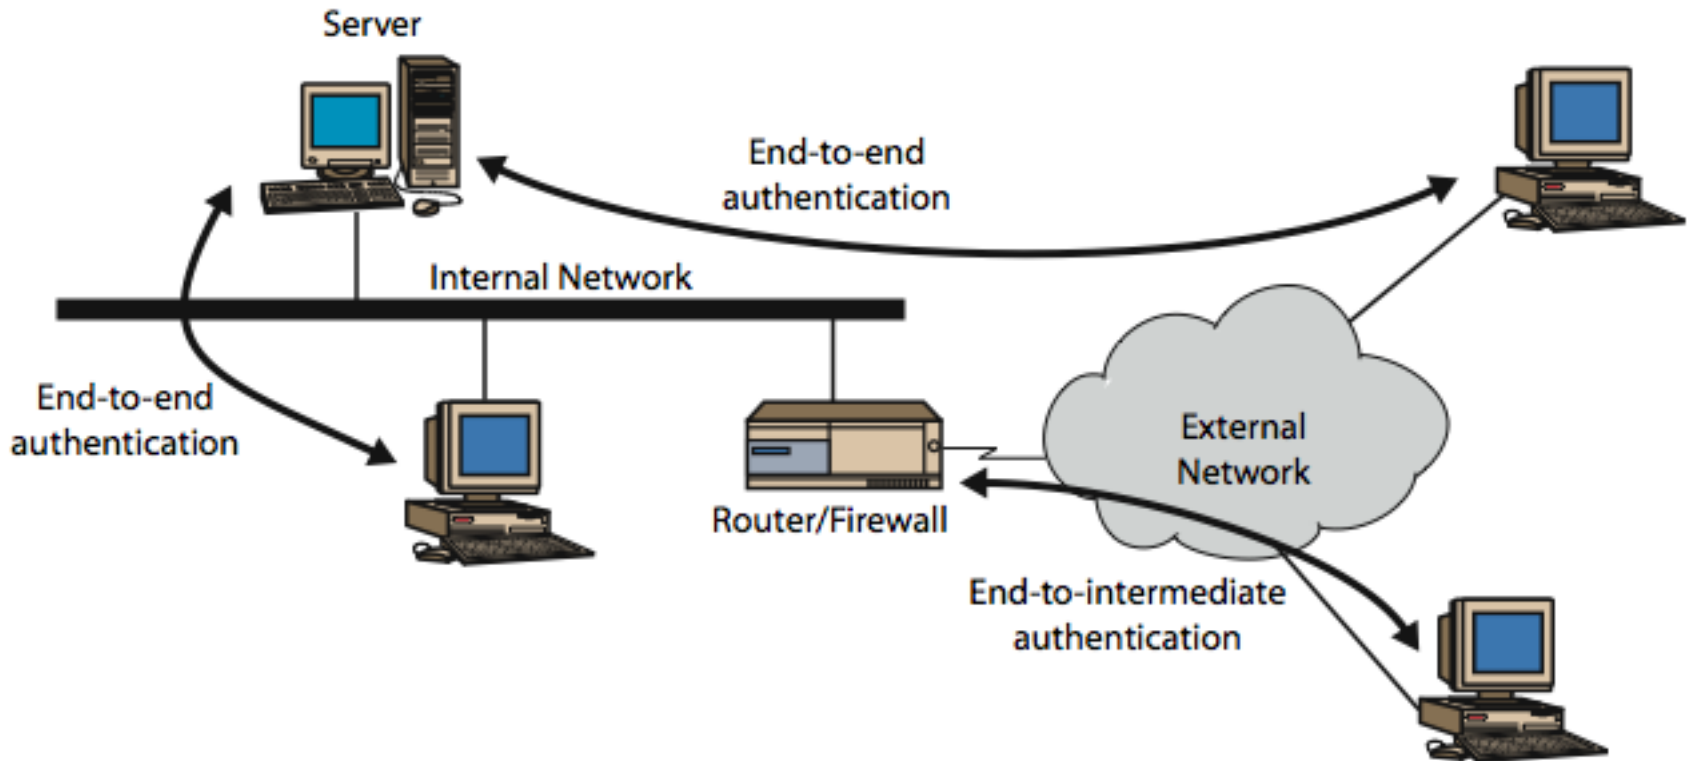 Server
End-to-end
authentication
Internal Network
End-to-end
authentication
External
Network
Router/Firewall
End-to-intermediate
authentication